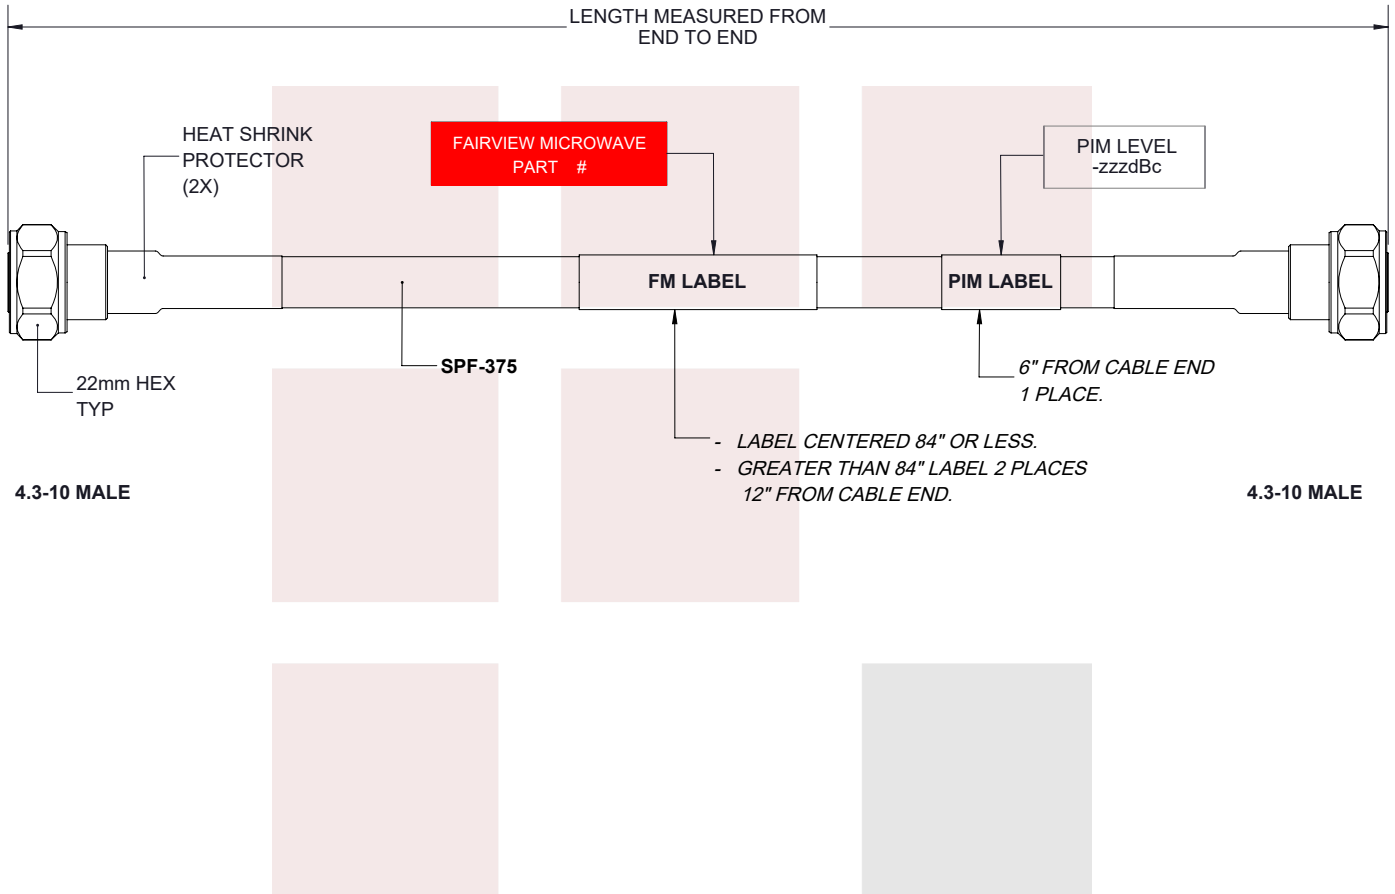 LENGTH MEASURED FROM
END TO END
HEAT SHRINK
PROTECTOR
(2X)
FAIRVIEW MICROWAVE
PART #
PIM LEVEL
-zzzdBc
FM LABEL
PIM LABEL
22mm HEX
TYP
SPF-375
6" FROM CABLE END
1 PLACE.
- LABEL CENTERED 84" OR LESS.
- GREATER THAN 84" LABEL 2 PLACES
12" FROM CABLE END.
4.3-10 MALE
4.3-10 MALE